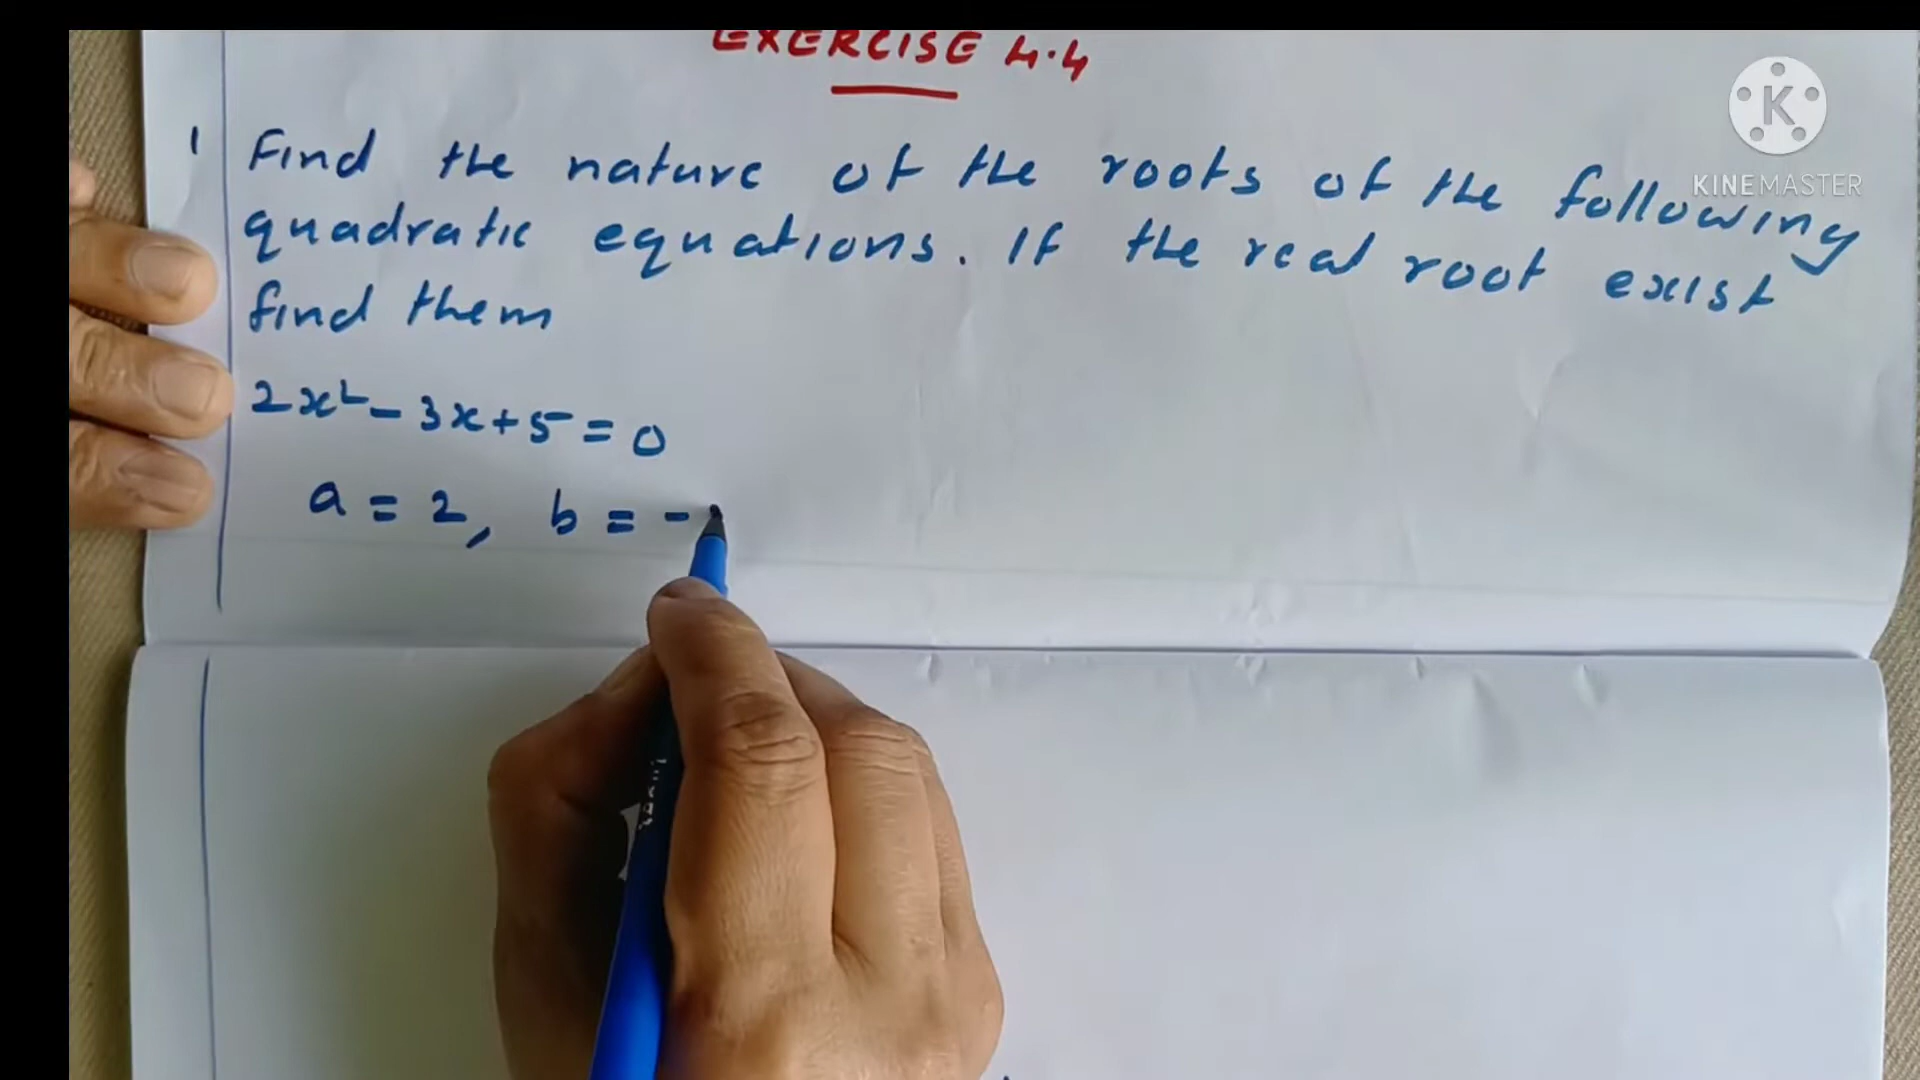 EXERCISE 4.4
1 Find the nature of the roots of the following
quadratic equations. If the real root exist
find them
2x² - 3x + 5 = 0
a = 2, b = -
KINEMASTER